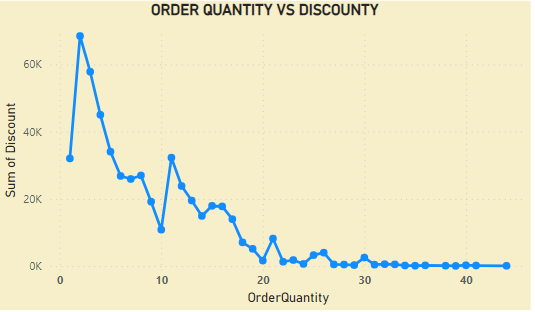 ORDER QUANTITY VS DISCOUNTY
Sum of Discount
60K
40K
20K
0K
0 10 20 30 40
OrderQuantity